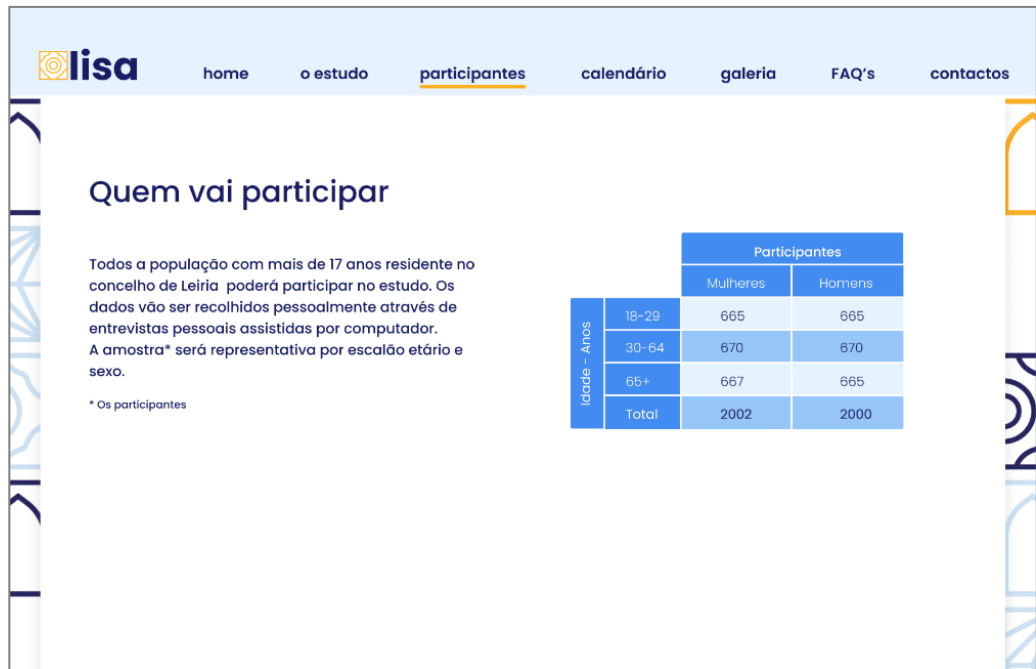 lisa
home o estudo participantes calendário galeria FAQ's contactos
Quem vai participar
Todos a população com mais de 17 anos residente no
concelho de Leiria poderá participar no estudo. Os
dados vão ser recolhidos pessoalmente através de
entrevistas pessoais assistidas por computador.
A amostra* será representativa por escalão etário e
sexo.
* Os participantes
Participantes
Mulheres Homens
Idade - Anos
18-29 665 665
30-64 670 670
65+ 667 665
Total 2002 2000